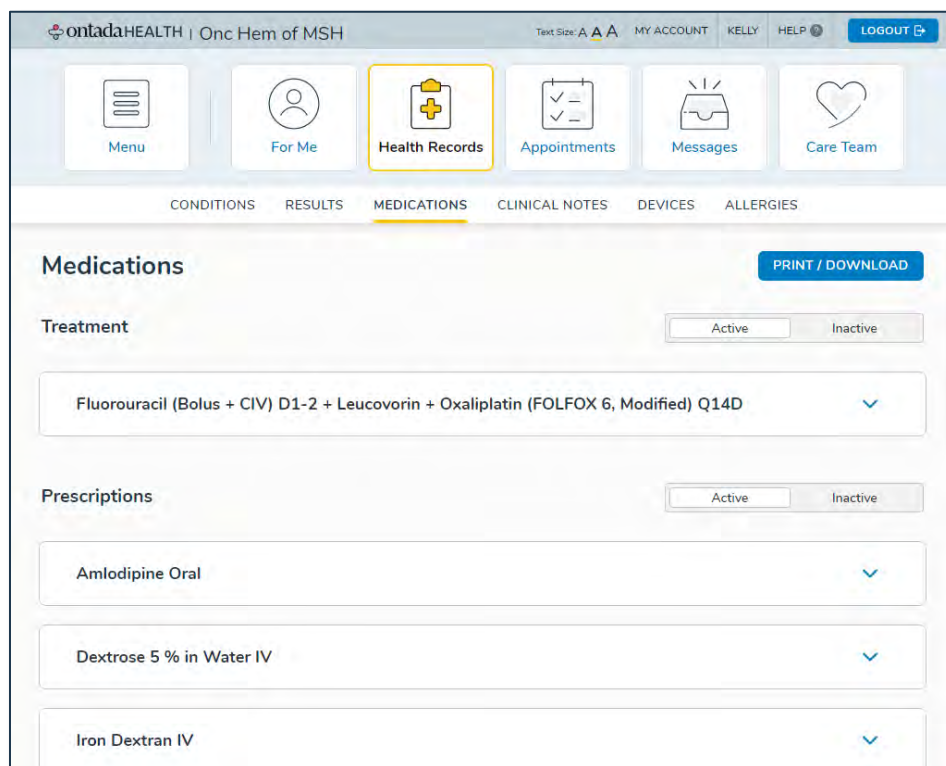 ontadaHEALTH | Onc Hem of MSH Text Size: A A A MY ACCOUNT KELLY HELP ? LOGOUT
Menu For Me Health Records Appointments Messages Care Team
CONDITIONS RESULTS MEDICATIONS CLINICAL NOTES DEVICES ALLERGIES
Medications PRINT / DOWNLOAD
Treatment Active Inactive
Fluorouracil (Bolus + CIV) D1-2 + Leucovorin + Oxaliplatin (FOLFOX 6, Modified) Q14D
Prescriptions Active Inactive
Amlodipine Oral
Dextrose 5 % in Water IV
Iron Dextran IV